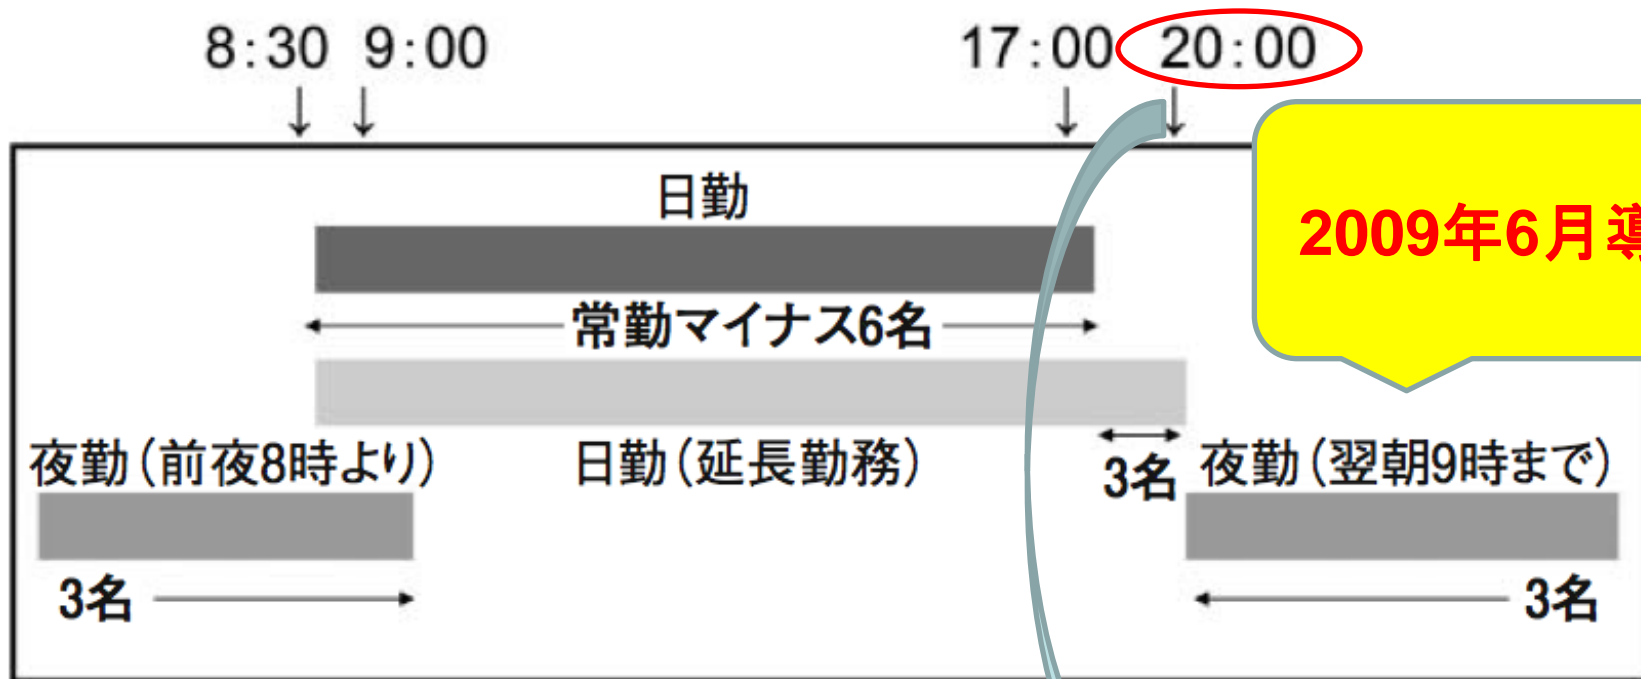 8:30 9:00 17:00 20:00
日勤
2009年6月導
常勤マイナス6名
夜勤(前夜8時より) 日勤(延長勤務) 3名 夜勤(翌朝9時まで)
3名 3名